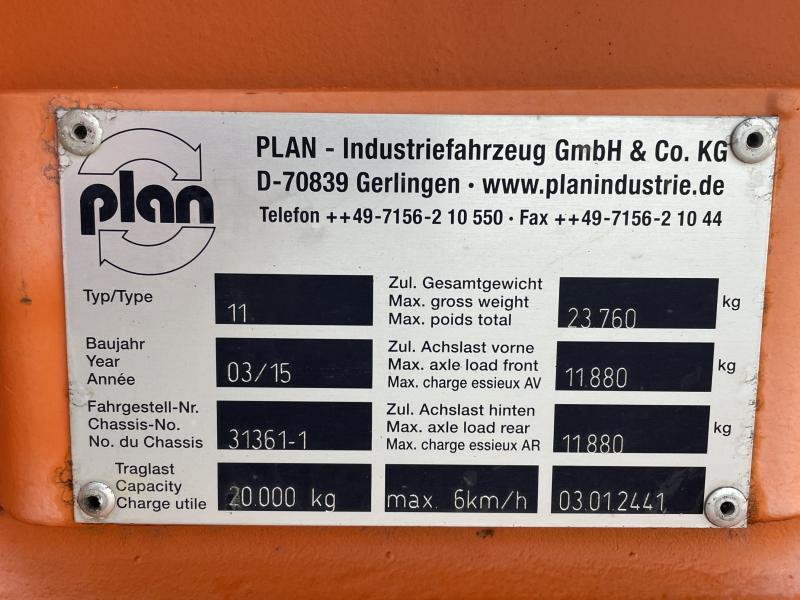 plan
PLAN - Industriefahrzeug GmbH & Co. KG
D-70839 Gerlingen · www.planindustrie.de
Telefon ++49-7156-2 10 550 · Fax ++49-7156-2 10 44
Typ/Type 11
Zul. Gesamtgewicht
Max. gross weight
Max. poids total
23.760 kg
Baujahr
Year
Année
03/15
Zul. Achslast vorne
Max. axle load front
Max. charge essieux AV
11.880 kg
Fahrgestell-Nr.
Chassis-No.
No. du Chassis
31361-1
Zul. Achslast hinten
Max. axle load rear
Max. charge essieux AR
11.880 kg
Traglast
Capacity
Charge utile
20.000 kg
max. 6km/h
03.01.2441